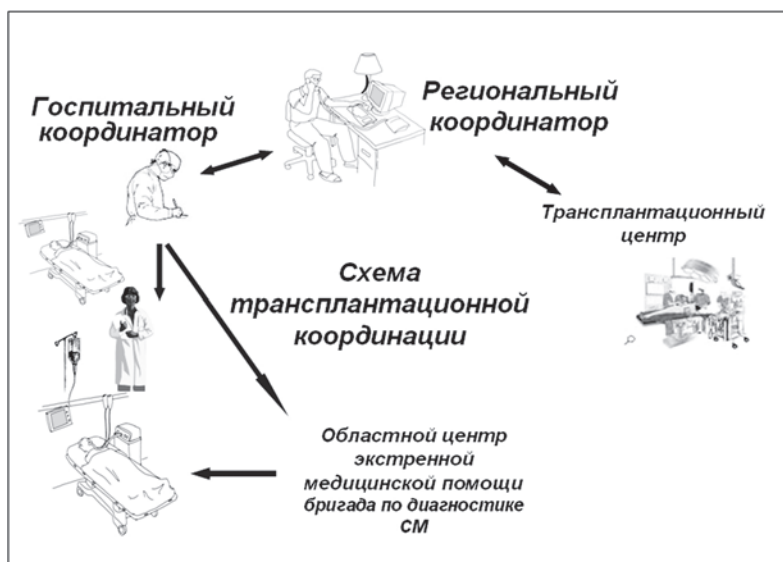 Госпитальный
координатор
Региональный
координатор
Трансплантационный
центр
Схема
трансплантационной
координации
Областной центр
экстренной
медицинской помощи
бригада по диагностике
СМ